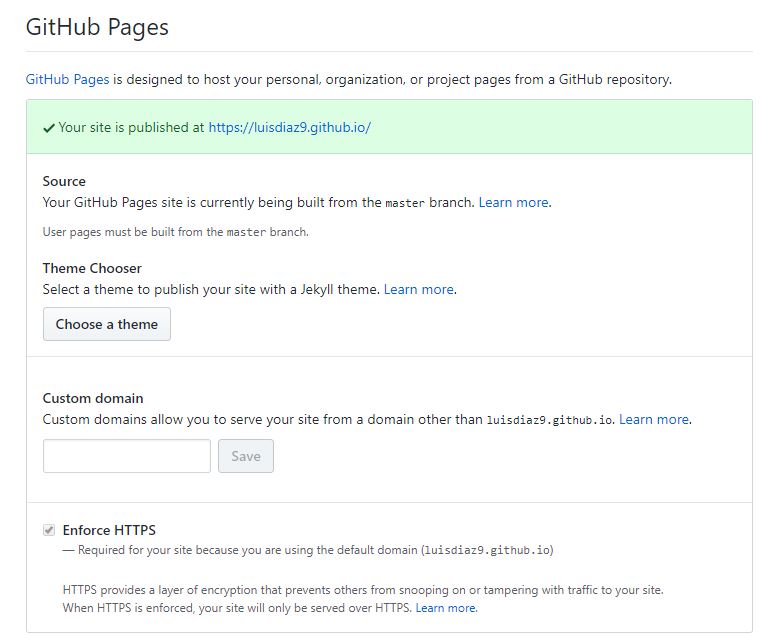 GitHub Pages
GitHub Pages is designed to host your personal, organization, or project pages from a GitHub repository.
✔ Your site is published at https://luisdiaz9.github.io/
Source
Your GitHub Pages site is currently being built from the master branch. Learn more.
User pages must be built from the master branch.
Theme Chooser
Select a theme to publish your site with a Jekyll theme. Learn more.
Choose a theme
Custom domain
Custom domains allow you to serve your site from a domain other than luisdiaz9.github.io. Learn more.
Save
Enforce HTTPS
— Required for your site because you are using the default domain (luisdiaz9.github.io)
HTTPS provides a layer of encryption that prevents others from snooping on or tampering with traffic to your site.
When HTTPS is enforced, your site will only be served over HTTPS. Learn more.